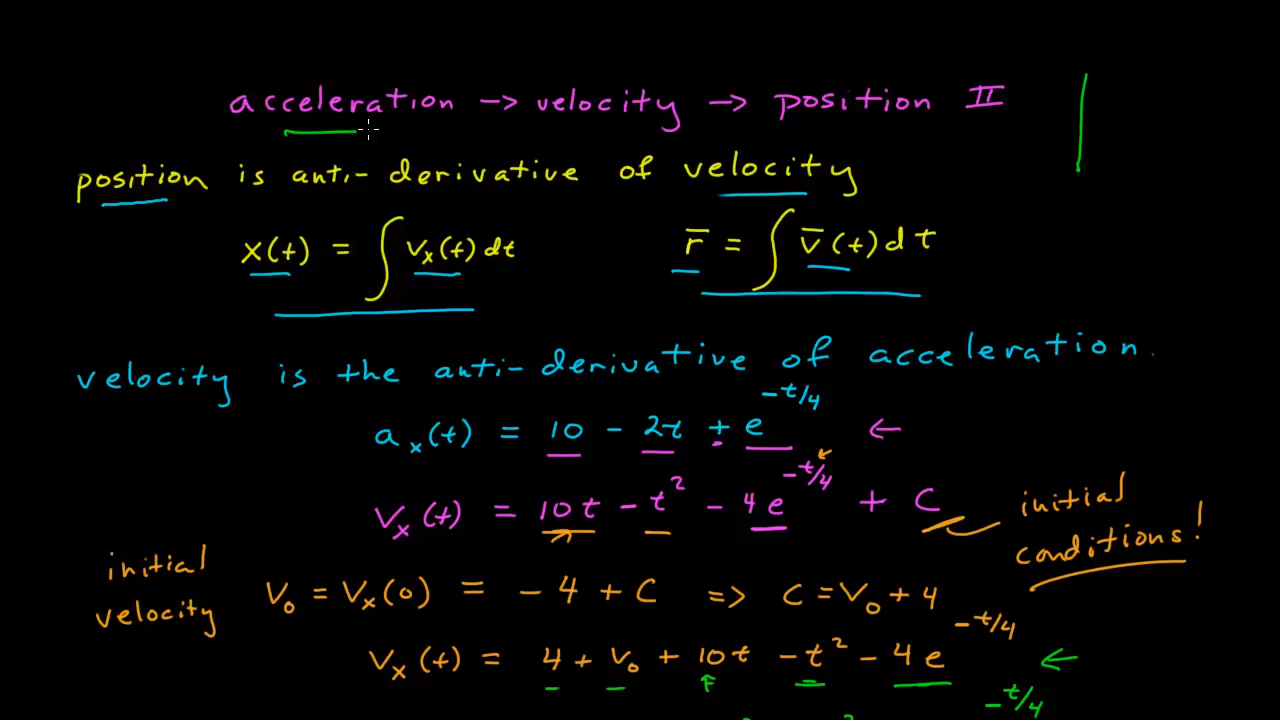 acceleration → velocity → position II
position is anti-derivative of velocity
x(t) = ∫ vₓ(t) dt    r̅ = ∫ v̅(t) dt
velocity is the anti-derivative of acceleration.
aₓ(t) = 10 - 2t + e^(-t/4) ←
vₓ(t) = 10t - t² - 4e^(-t/4) + C
initial conditions!
initial velocity
V₀ = Vₓ(0) = -4 + C => C = V₀ + 4
Vₓ(t) = 4 + V₀ + 10t - t² - 4e^(-t/4) ←
-t/4